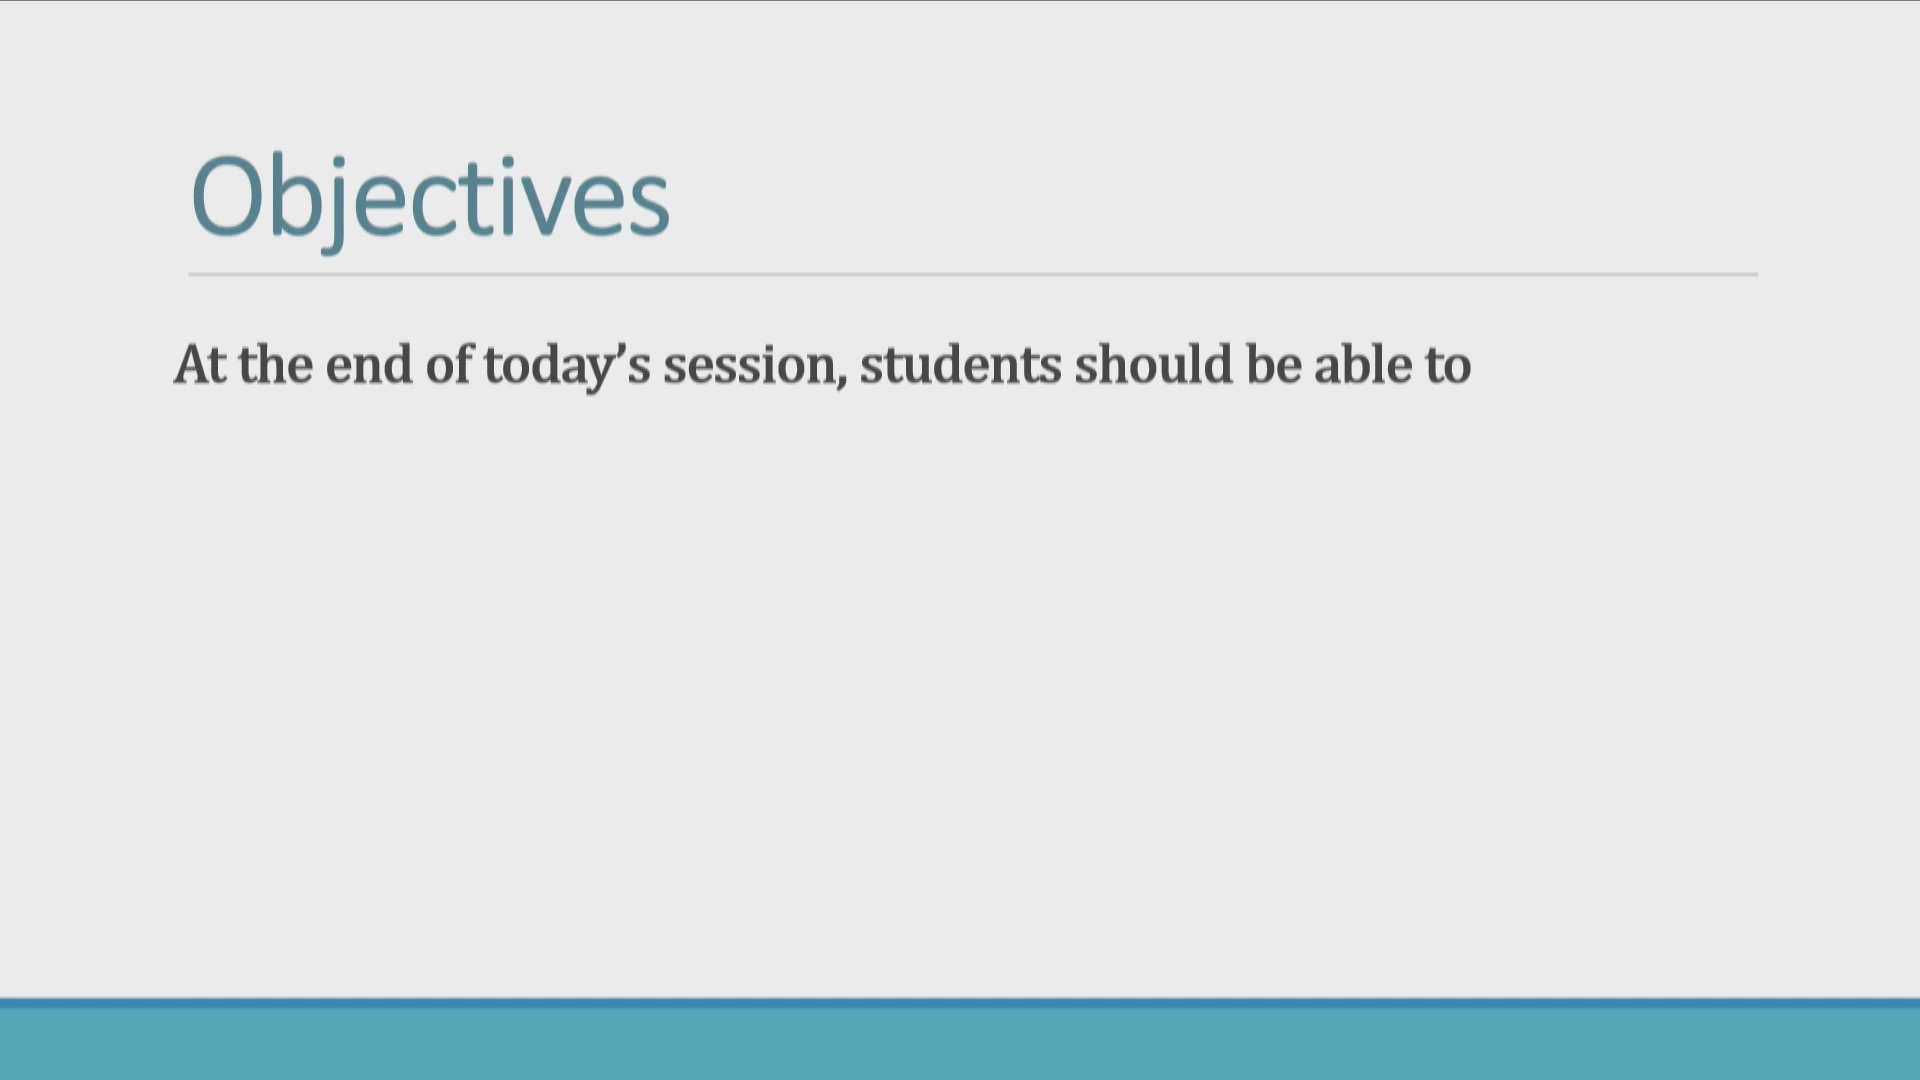 Objectives
At the end of today’s session, students should be able to